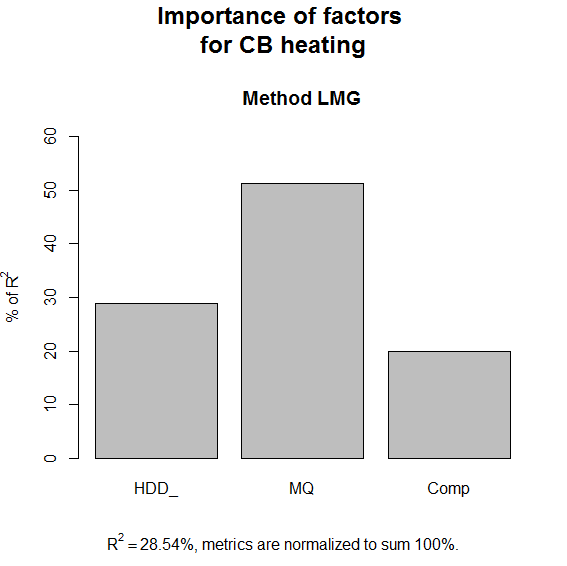 Importance of factors
for CB heating
Method LMG
% of R²
60
50
40
30
20
10
0
HDD_
MQ
Comp
R² = 28.54%, metrics are normalized to sum 100%.